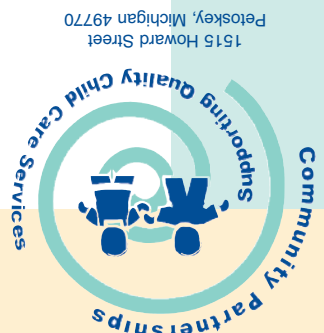 Community Partnerships
Supporting Quality Child Care Services
1515 Howard Street
Petoskey, Michigan 49770